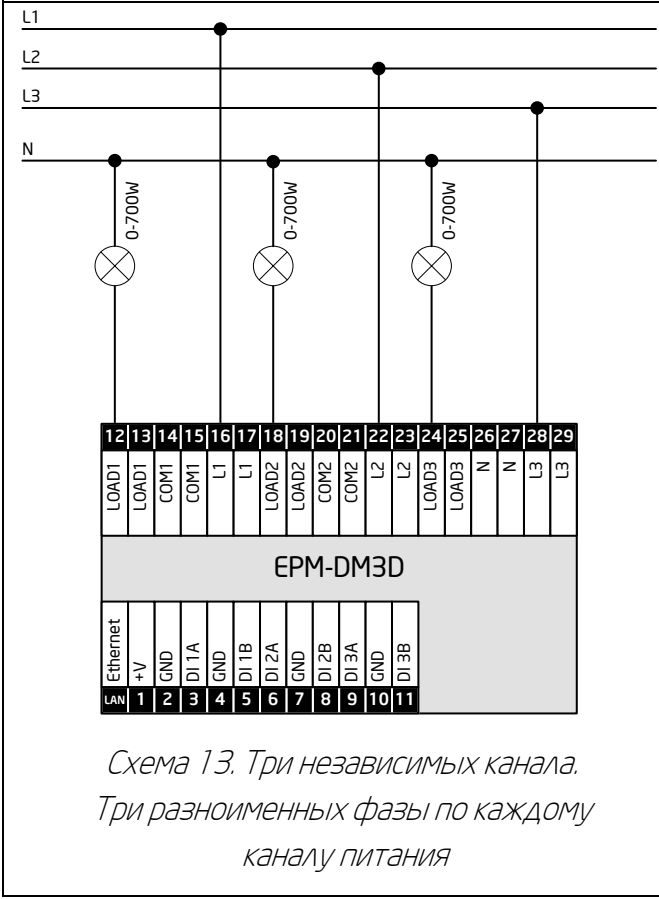 L1
L2
L3
N
0-700W
0-700W
0-700W
12 13 14 15 16 17 18 19 20 21 22 23 24 25 26 27 28 29
LOAD1 LOAD1 COM1 COM1 L1 L1 LOAD2 LOAD2 COM2 COM2 L2 L2 LOAD3 LOAD3 N N L3 L3
EPM-DM3D
Ethernet +V GND DI 1A GND DI 1B DI 2A GND DI 2B DI 3A GND DI 3B
LAN 1 2 3 4 5 6 7 8 9 10 11
Схема 13. Три независимых канала.
Три разноименных фазы по каждому
каналу питания